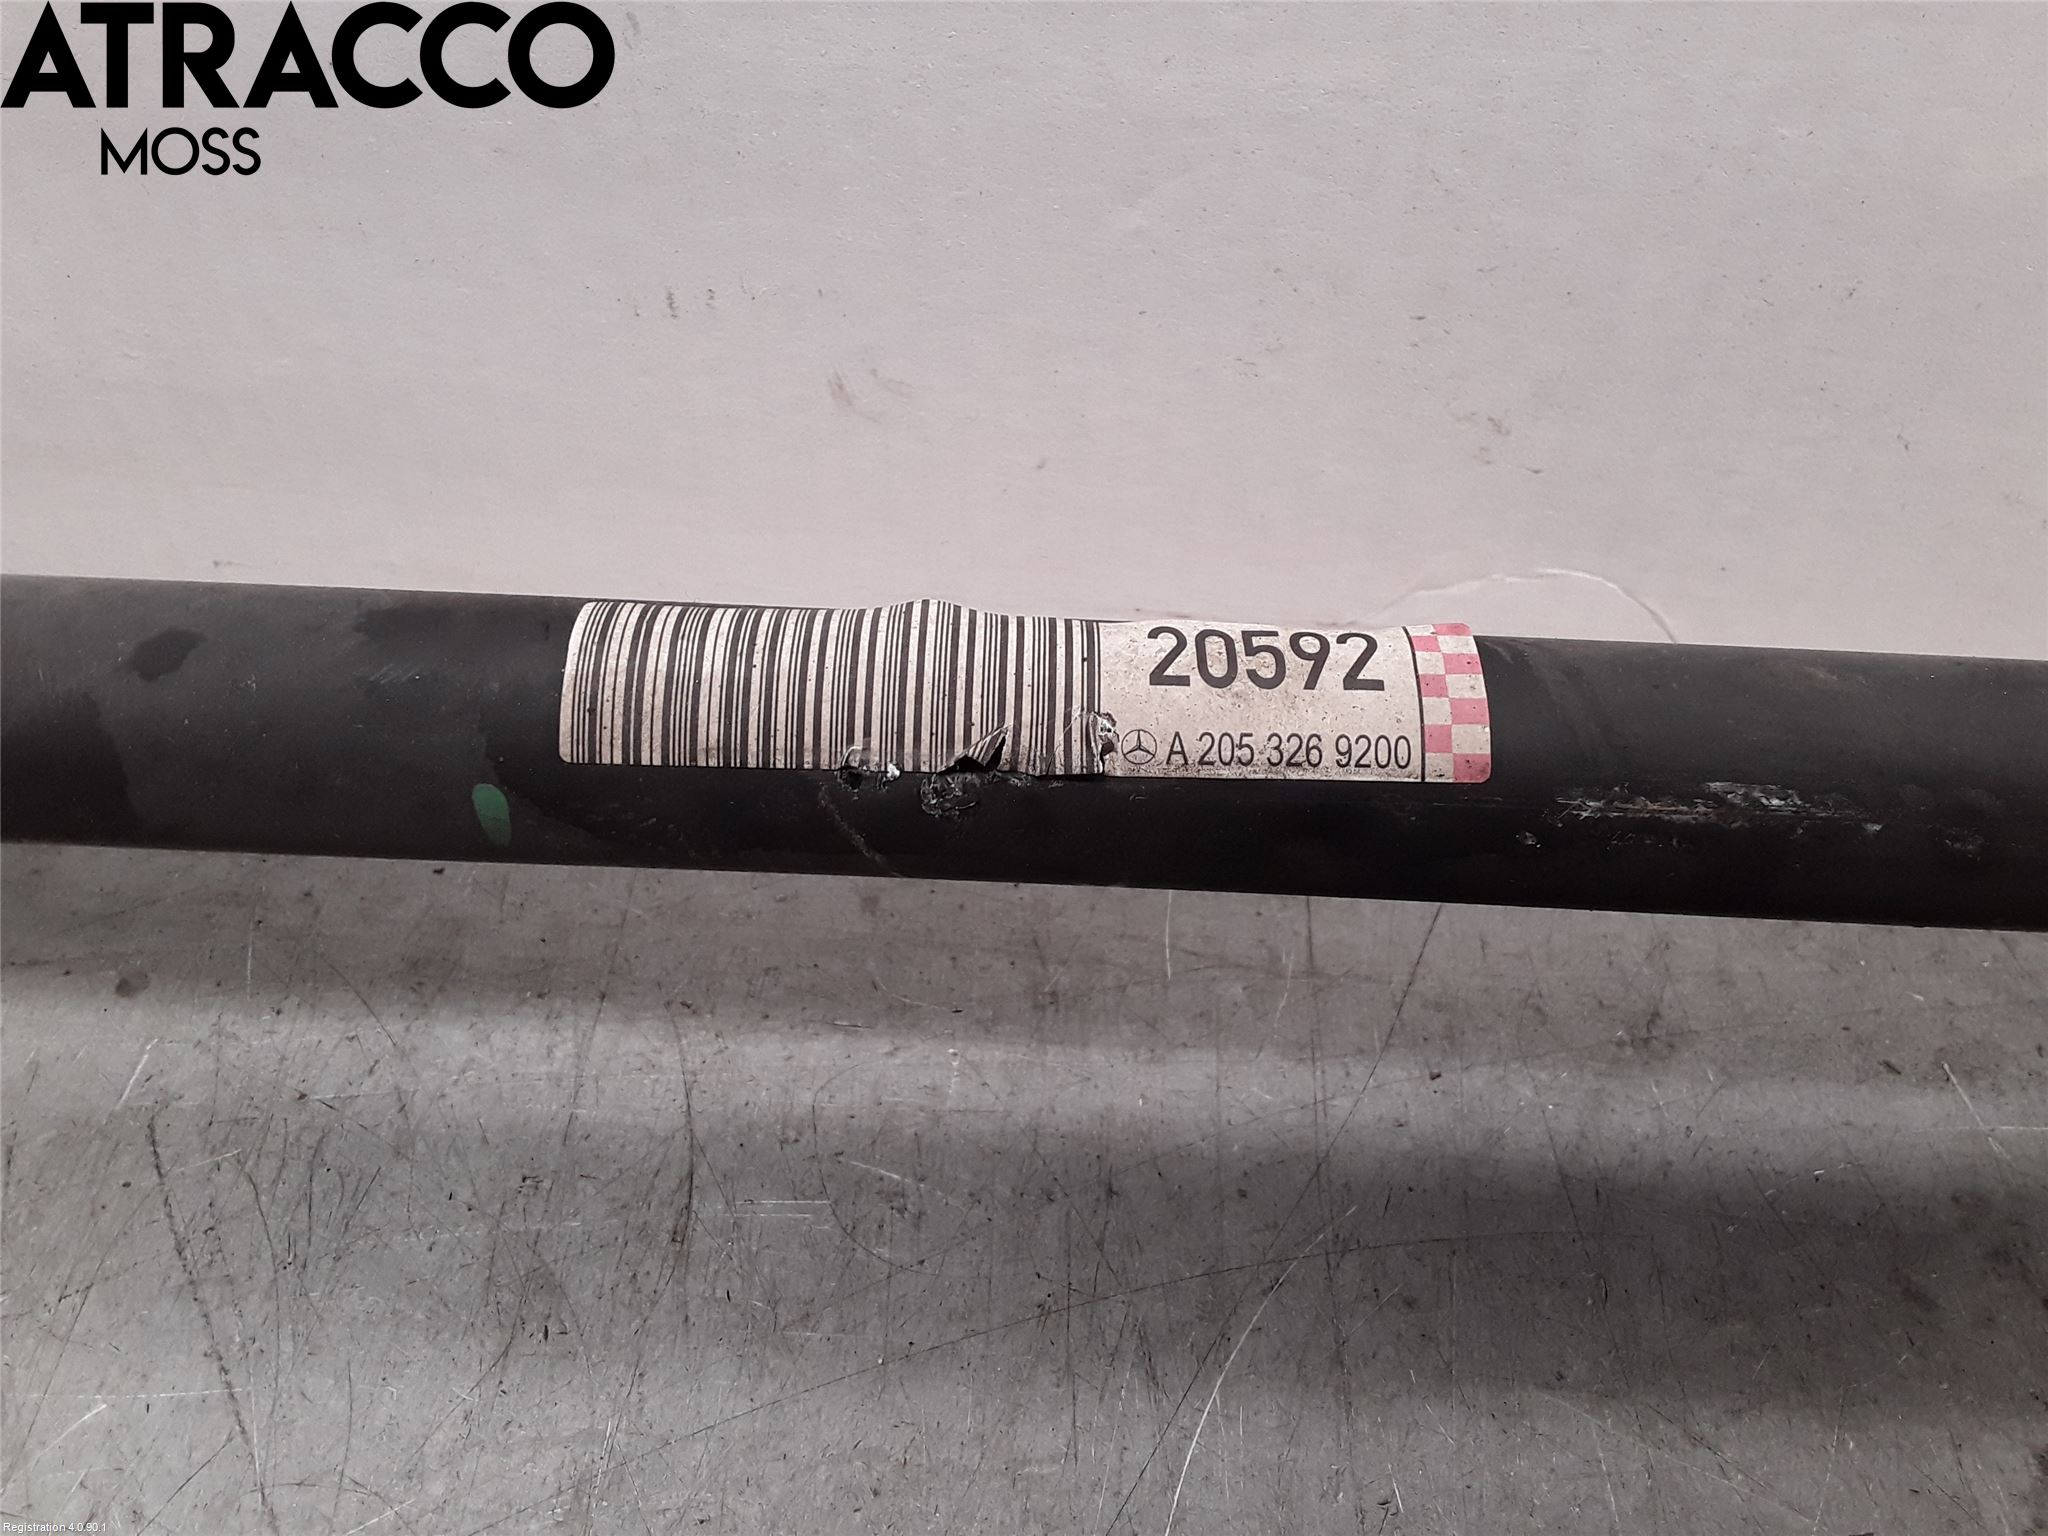 ATRACCO
MOSS
20592
A 205 326 9200
Registration 4.0.90.1